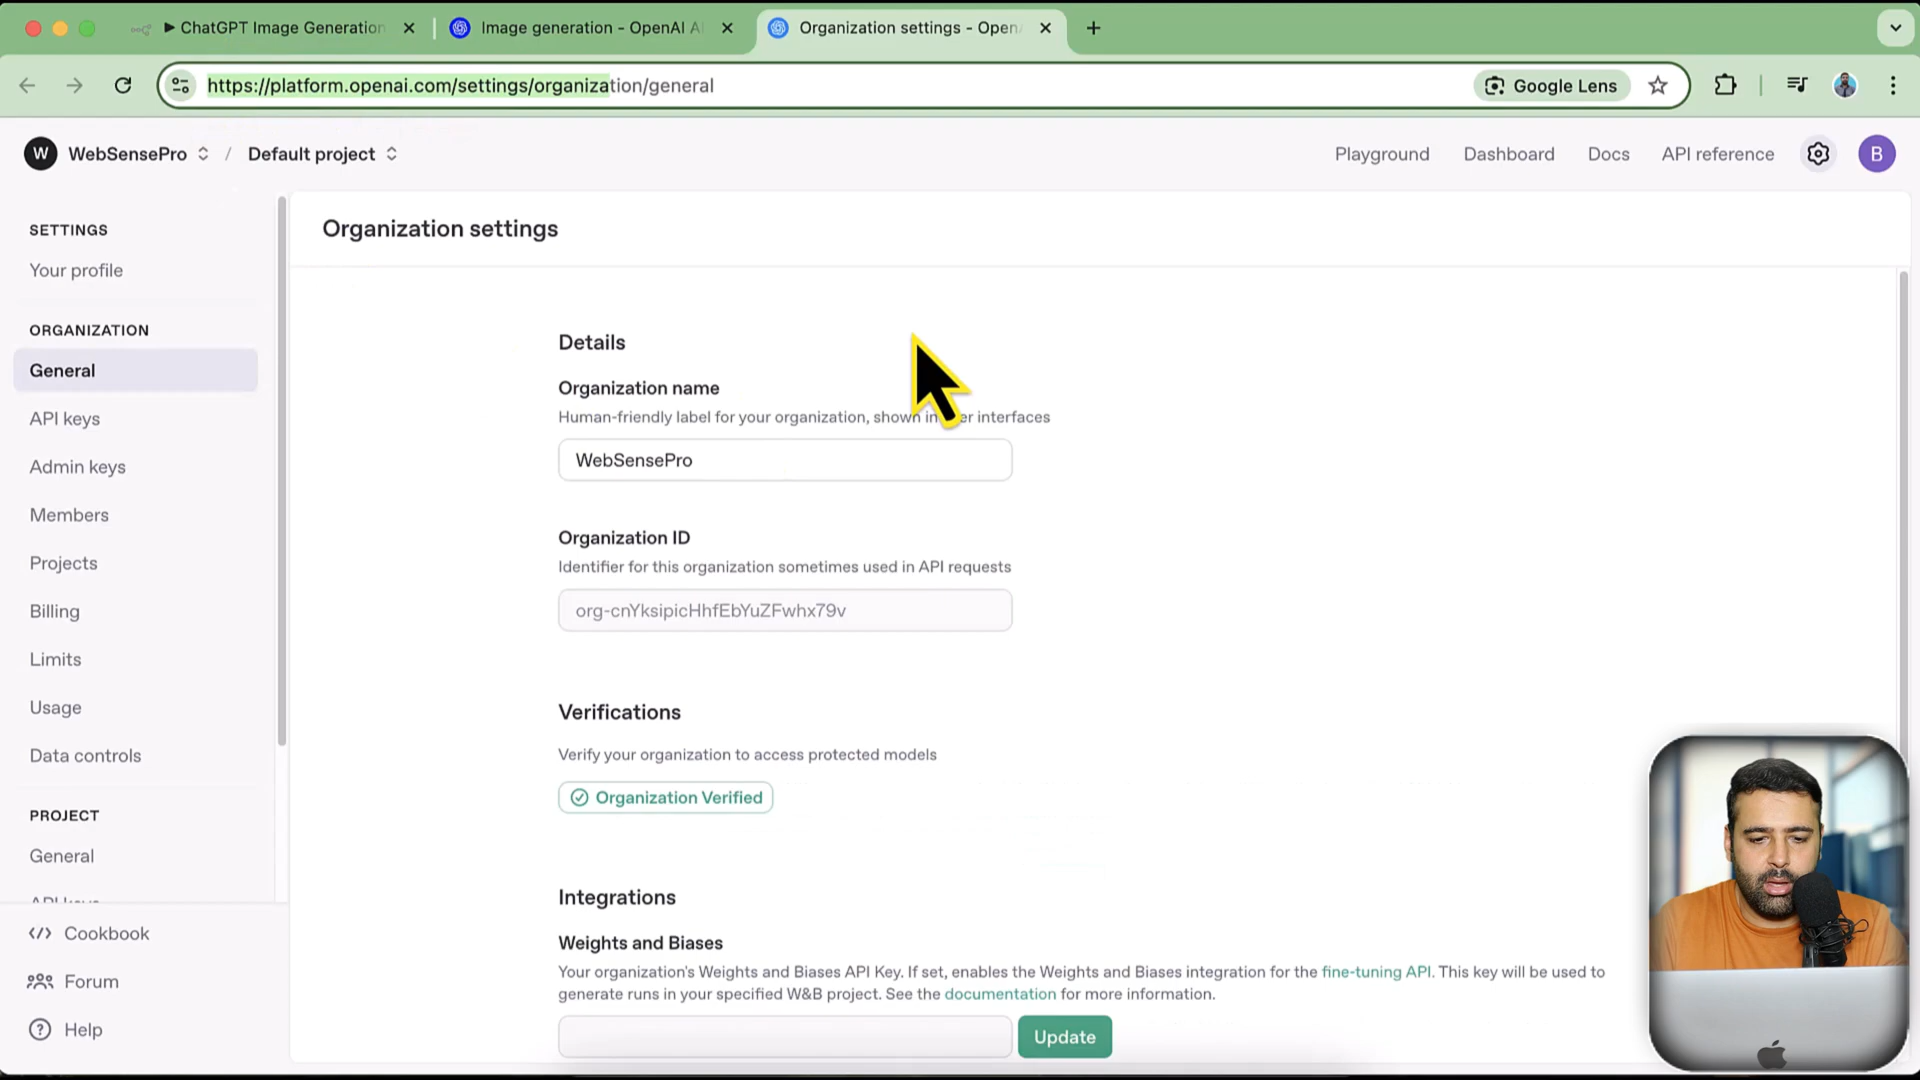 ▶ ChatGPT Image Generation
Image generation - OpenAI A
Organization settings - Open
https://platform.openai.com/settings/organization/general
Google Lens
W WebSensePro / Default project
Playground Dashboard Docs API reference B
SETTINGS
Your profile
ORGANIZATION
General
API keys
Admin keys
Members
Projects
Billing
Limits
Usage
Data controls
PROJECT
General
API keys
Cookbook
Forum
Help
Organization settings
Details
Organization name
Human-friendly label for your organization, shown in er interfaces
WebSensePro
Organization ID
Identifier for this organization sometimes used in API requests
org-cnYksipicHhfEbYuZFwhx79v
Verifications
Verify your organization to access protected models
Organization Verified
Integrations
Weights and Biases
Your organization's Weights and Biases API Key. If set, enables the Weights and Biases integration for the fine-tuning API. This key will be used to
generate runs in your specified W&B project. See the documentation for more information.
Update